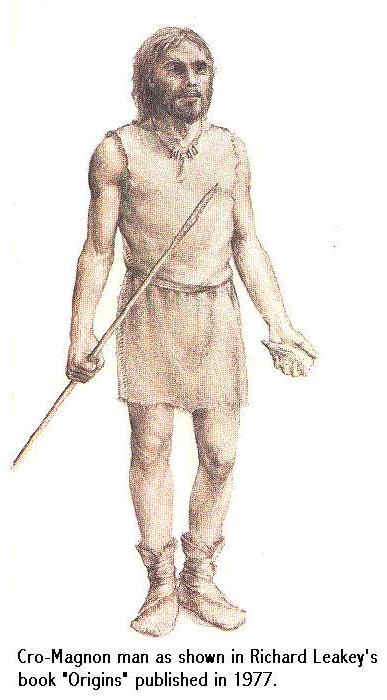 Cro-Magnon man as shown in Richard Leakey's
book "Origins" published in 1977.